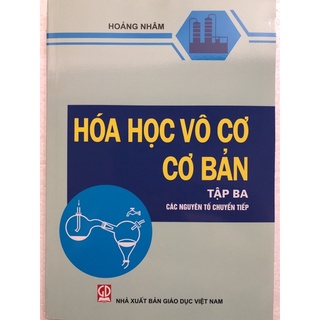 HOÀNG NHÂM
HÓA HỌC VÔ CƠ
CƠ BẢN
TẬP BA
CÁC NGUYÊN TỐ CHUYỂN TIẾP
NHÀ XUẤT BẢN GIÁO DỤC VIỆT NAM